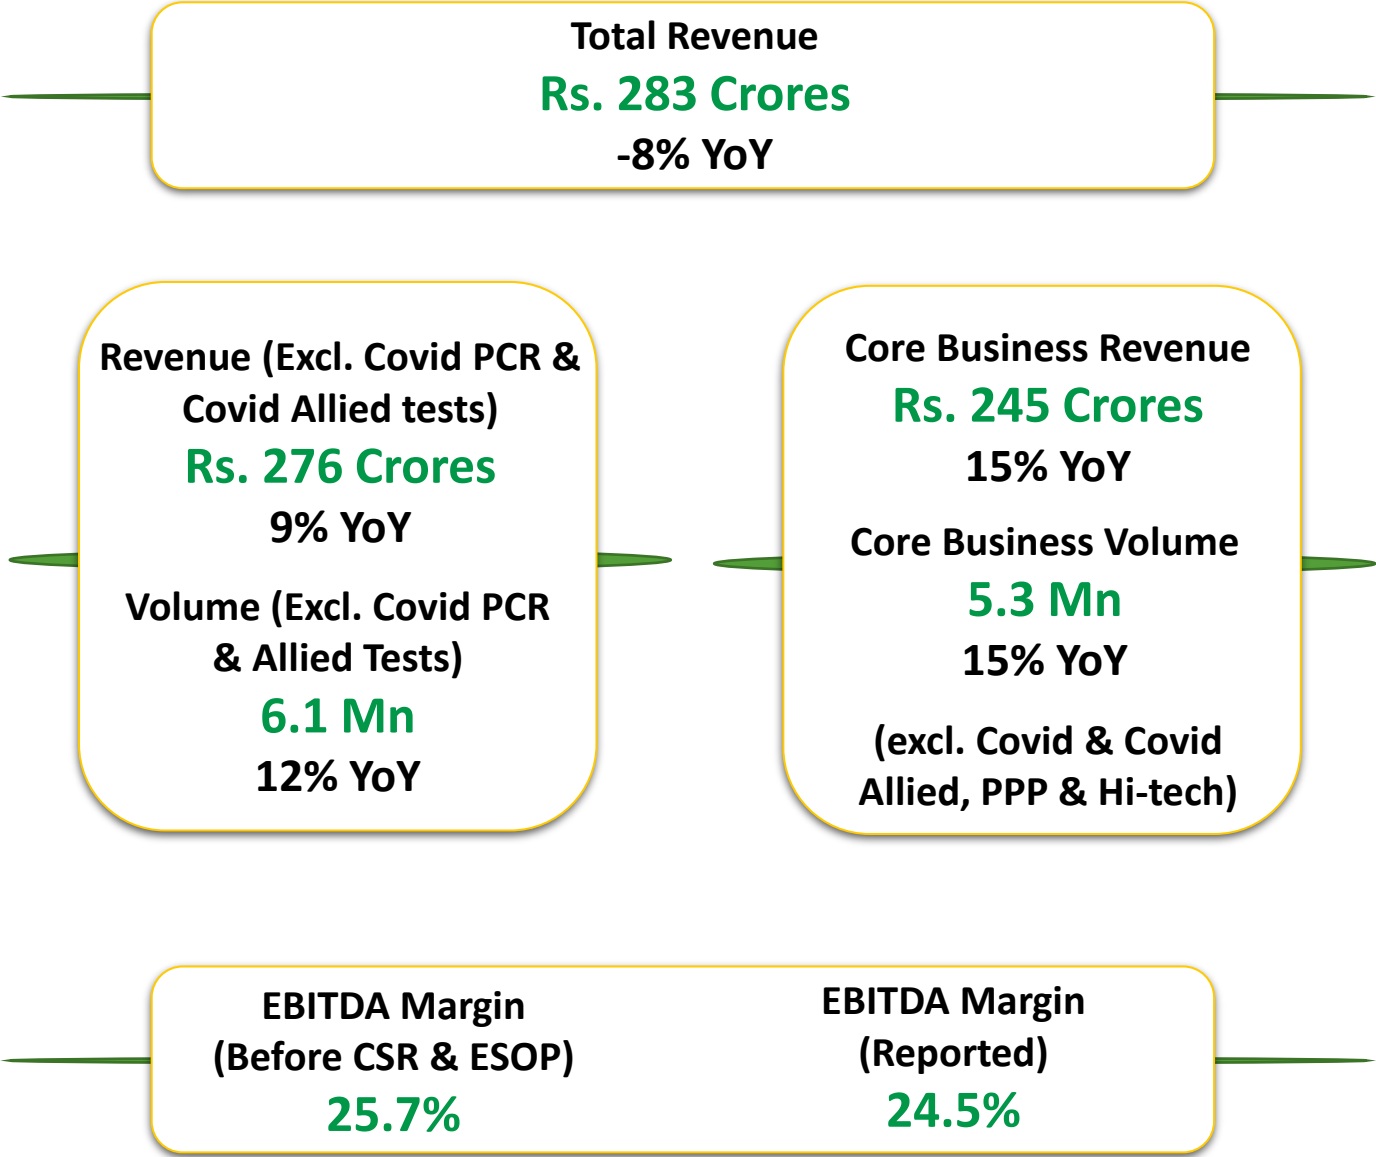 Total Revenue
Rs. 283 Crores
-8% YoY
Revenue (Excl. Covid PCR &
Covid Allied tests)
Rs. 276 Crores
9% YoY
Volume (Excl. Covid PCR
& Allied Tests)
6.1 Mn
12% YoY
Core Business Revenue
Rs. 245 Crores
15% YoY
Core Business Volume
5.3 Mn
15% YoY
(excl. Covid & Covid
Allied, PPP & Hi-tech)
EBITDA Margin
(Before CSR & ESOP)
25.7%
EBITDA Margin
(Reported)
24.5%